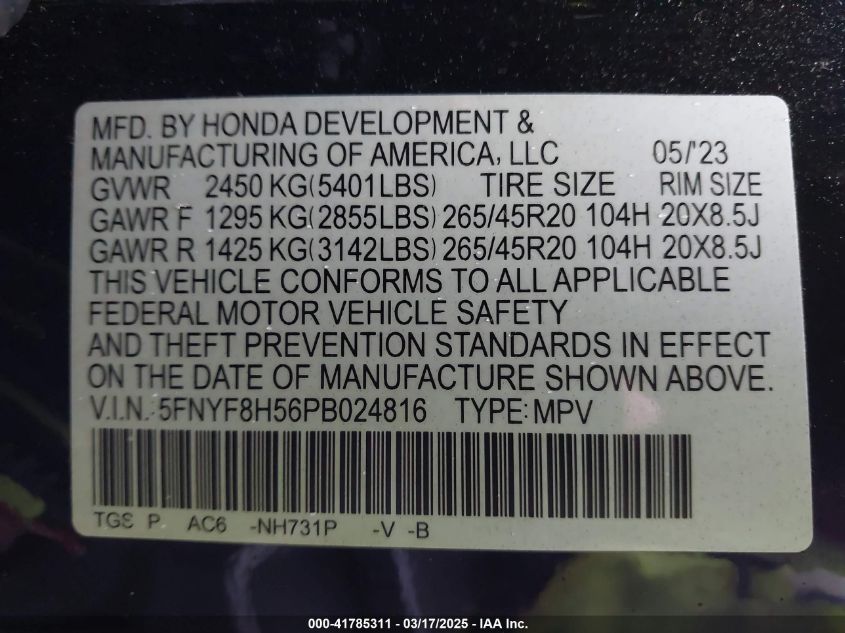 MFD. BY HONDA DEVELOPMENT &
MANUFACTURING OF AMERICA, LLC 05/'23
GVWR 2450 KG(5401LBS) TIRE SIZE RIM SIZE
GAWR F 1295 KG(2855LBS) 265/45R20 104H 20X8.5J
GAWR R 1425 KG(3142LBS) 265/45R20 104H 20X8.5J
THIS VEHICLE CONFORMS TO ALL APPLICABLE
FEDERAL MOTOR VEHICLE SAFETY
AND THEFT PREVENTION STANDARDS IN EFFECT
ON THE DATE OF MANUFACTURE SHOWN ABOVE.
V.I.N.: 5FNYF8H56PB024816 TYPE: MPV
TGS P AC6 -NH731P -V -B
000-41785311 - 03/17/2025 - IAA Inc.